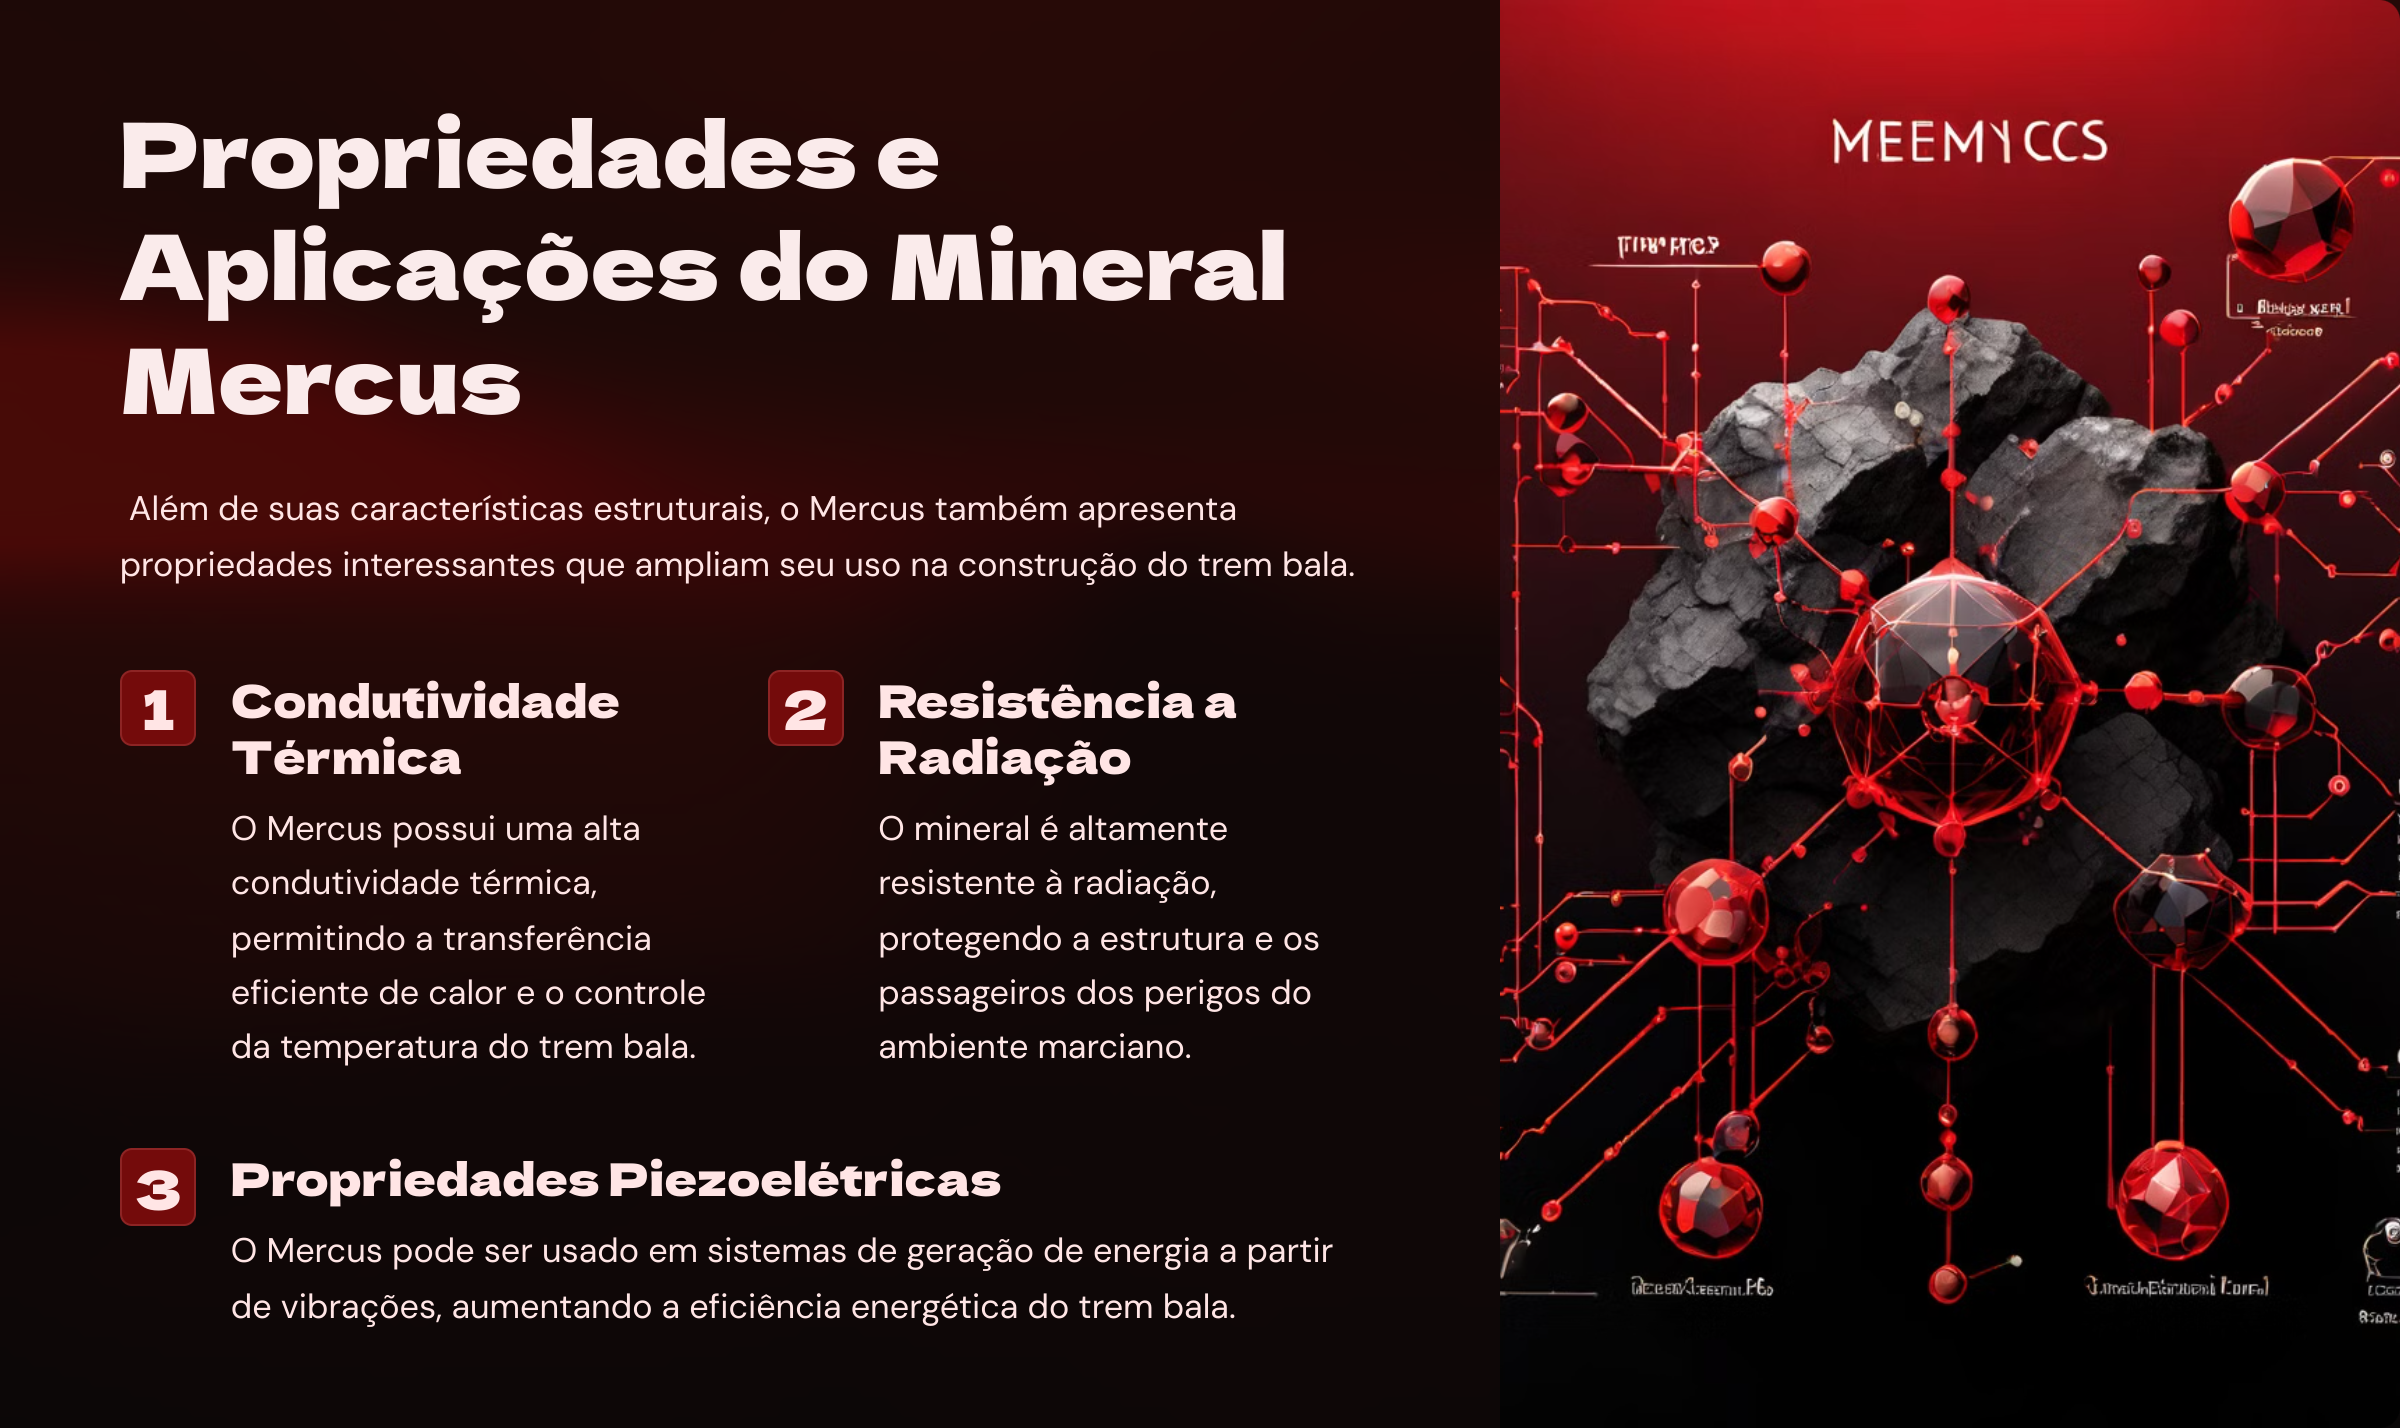 Propriedades e
Aplicações do Mineral
Mercus
Além de suas características estruturais, o Mercus também apresenta
propriedades interessantes que ampliam seu uso na construção do trem bala.
1
Condutividade
Térmica
O Mercus possui uma alta
condutividade térmica,
permitindo a transferência
eficiente de calor e o controle
da temperatura do trem bala.
2
Resistência a
Radiação
O mineral é altamente
resistente à radiação,
protegendo a estrutura e os
passageiros dos perigos do
ambiente marciano.
3
Propriedades Piezoelétricas
O Mercus pode ser usado em sistemas de geração de energia a partir
de vibrações, aumentando a eficiência energética do trem bala.
MEEMYCCS